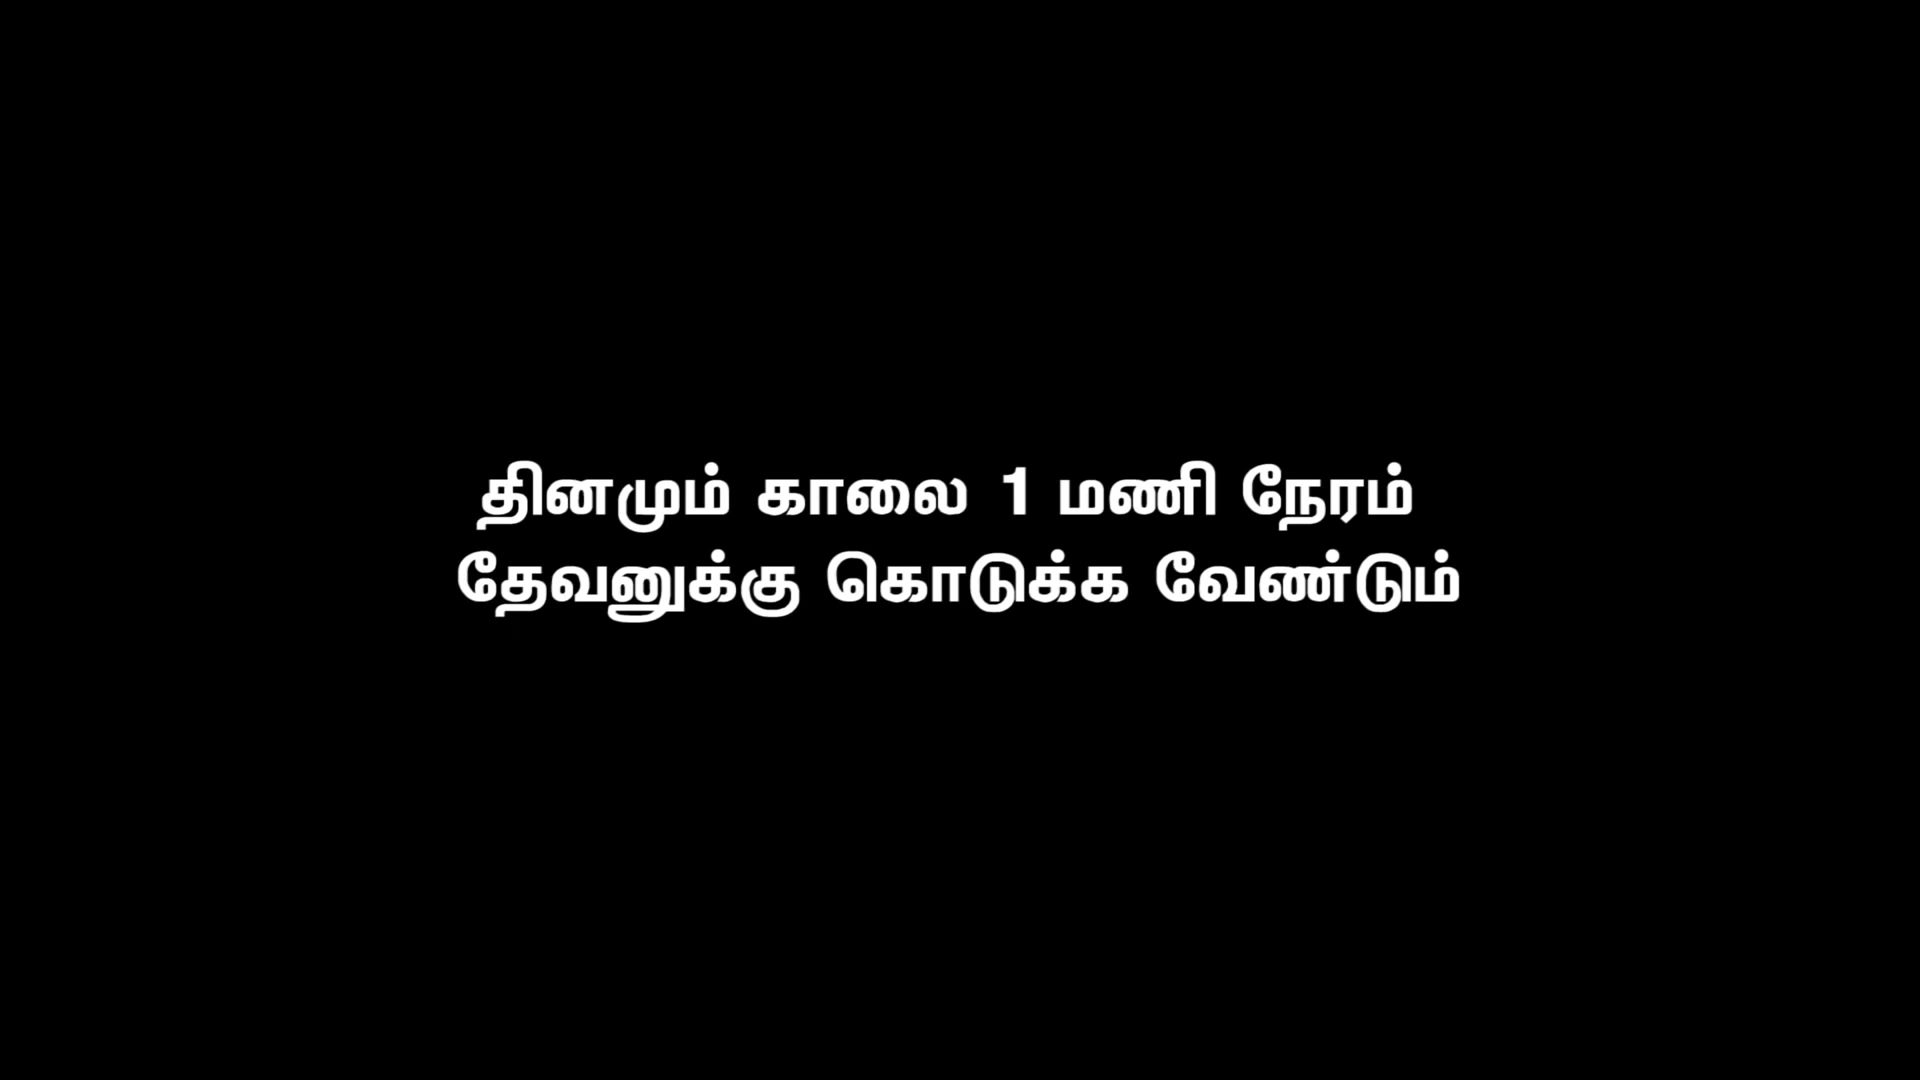 தினமும் காலை 1 மணி நேரம்
தேவனுக்கு கொடுக்க வேண்டும்